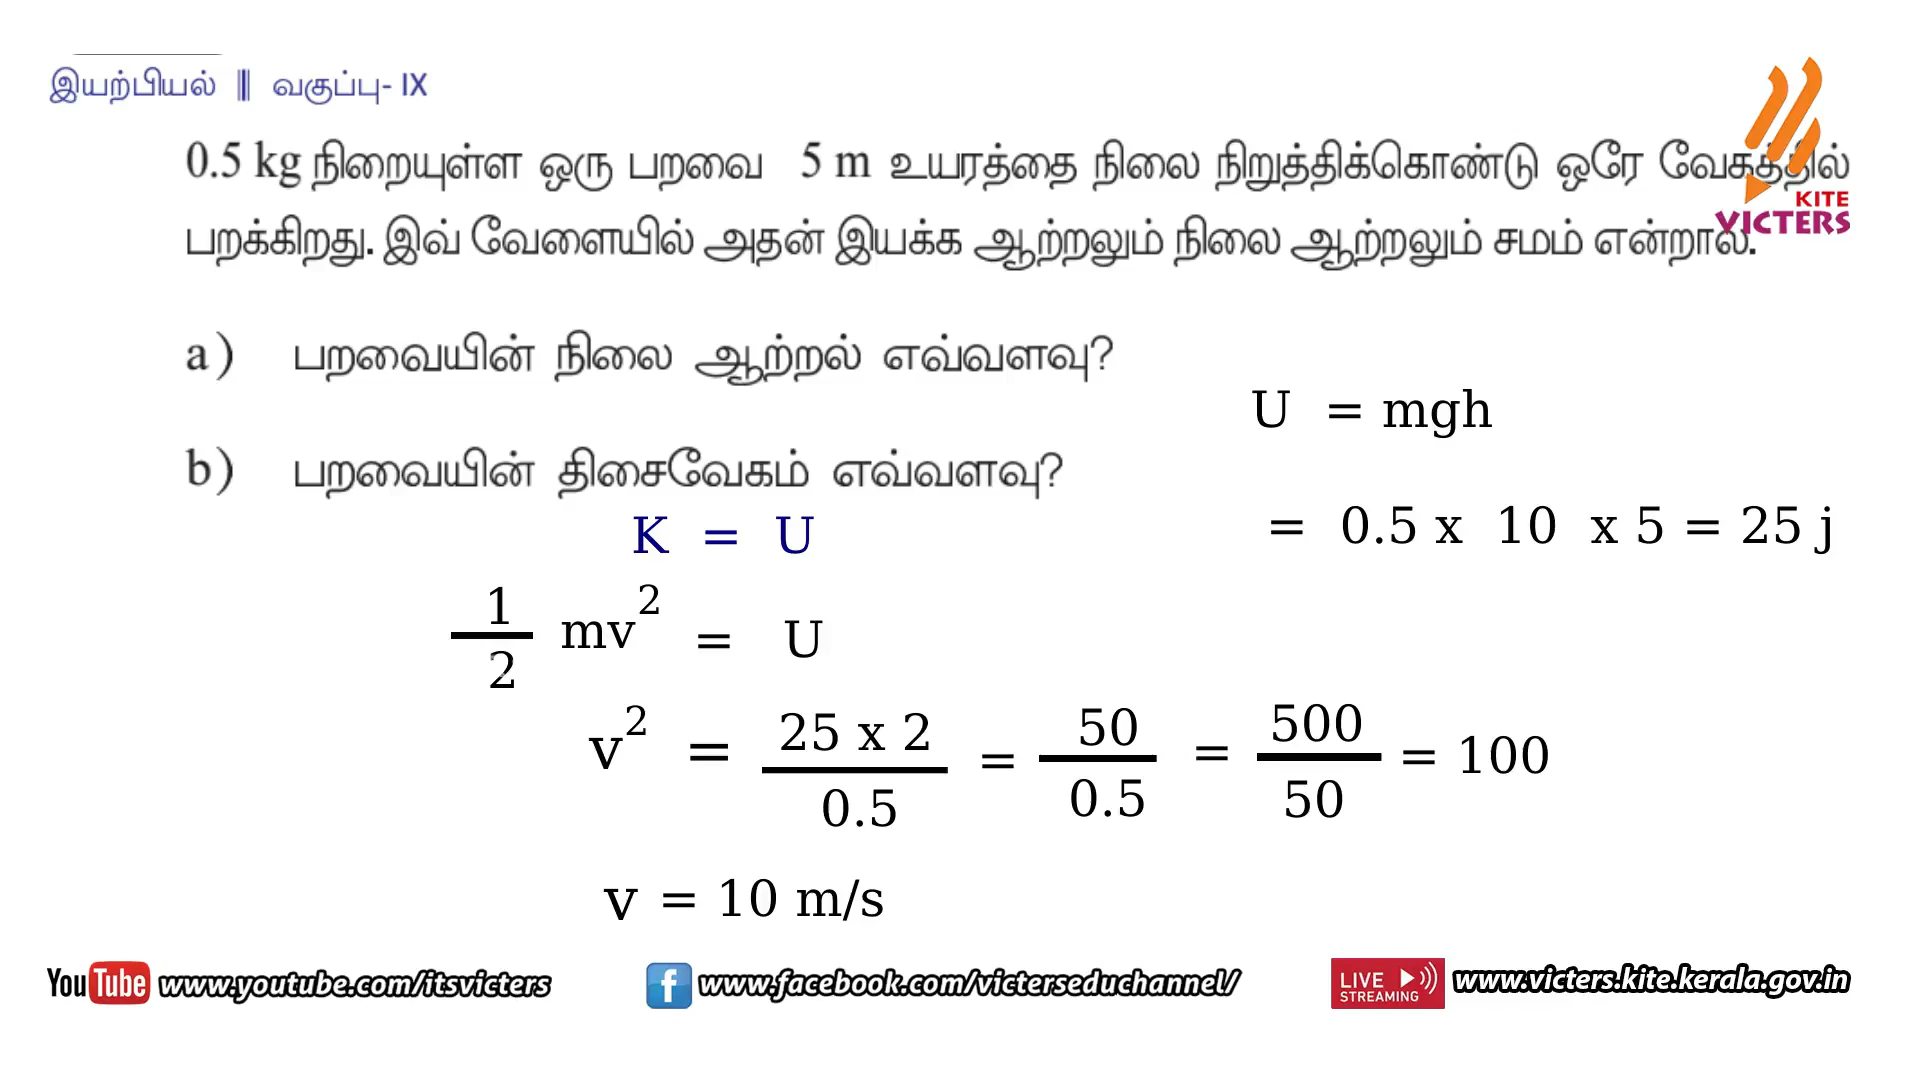 இயற்பியல் || வகுப்பு- IX
KITE
VICTERS
0.5 kg நிறையுள்ள ஒரு பறவை 5 m உயரத்தை நிலை நிறுத்திக்கொண்டு ஒரே வேகத்தில்
பறக்கிறது. இவ் வேளையில் அதன் இயக்க ஆற்றலும் நிலை ஆற்றலும் சமம் என்றால்.
a) பறவையின் நிலை ஆற்றல் எவ்வளவு?
b) பறவையின் திசைவேகம் எவ்வளவு?
U = mgh
= 0.5 x 10 x 5 = 25 j
K = U
1/2 mv² = U
v² = 25 x 2/0.5 = 50/0.5 = 500/50 = 100
v = 10 m/s
YouTube www.youtube.com/itsvicters f www.facebook.com/victerseduchannel/ LIVE STREAMING www.victers.kite.kerala.gov.in